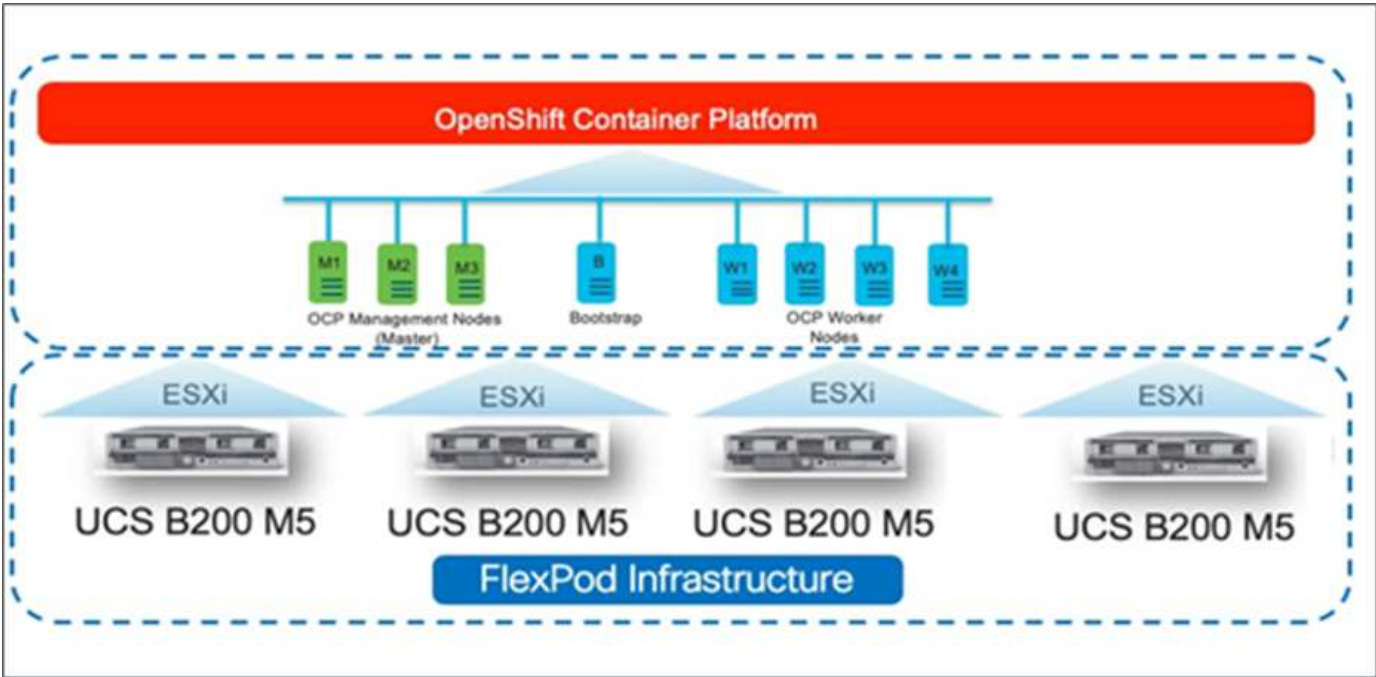 OpenShift Container Platform
M1 M2 M3 B W1 W2 W3 W4
OCP Management Nodes
(Master)
Bootstrap
OCP Worker
Nodes
ESXi ESXi ESXi ESXi
UCS B200 M5 UCS B200 M5 UCS B200 M5 UCS B200 M5
FlexPod Infrastructure